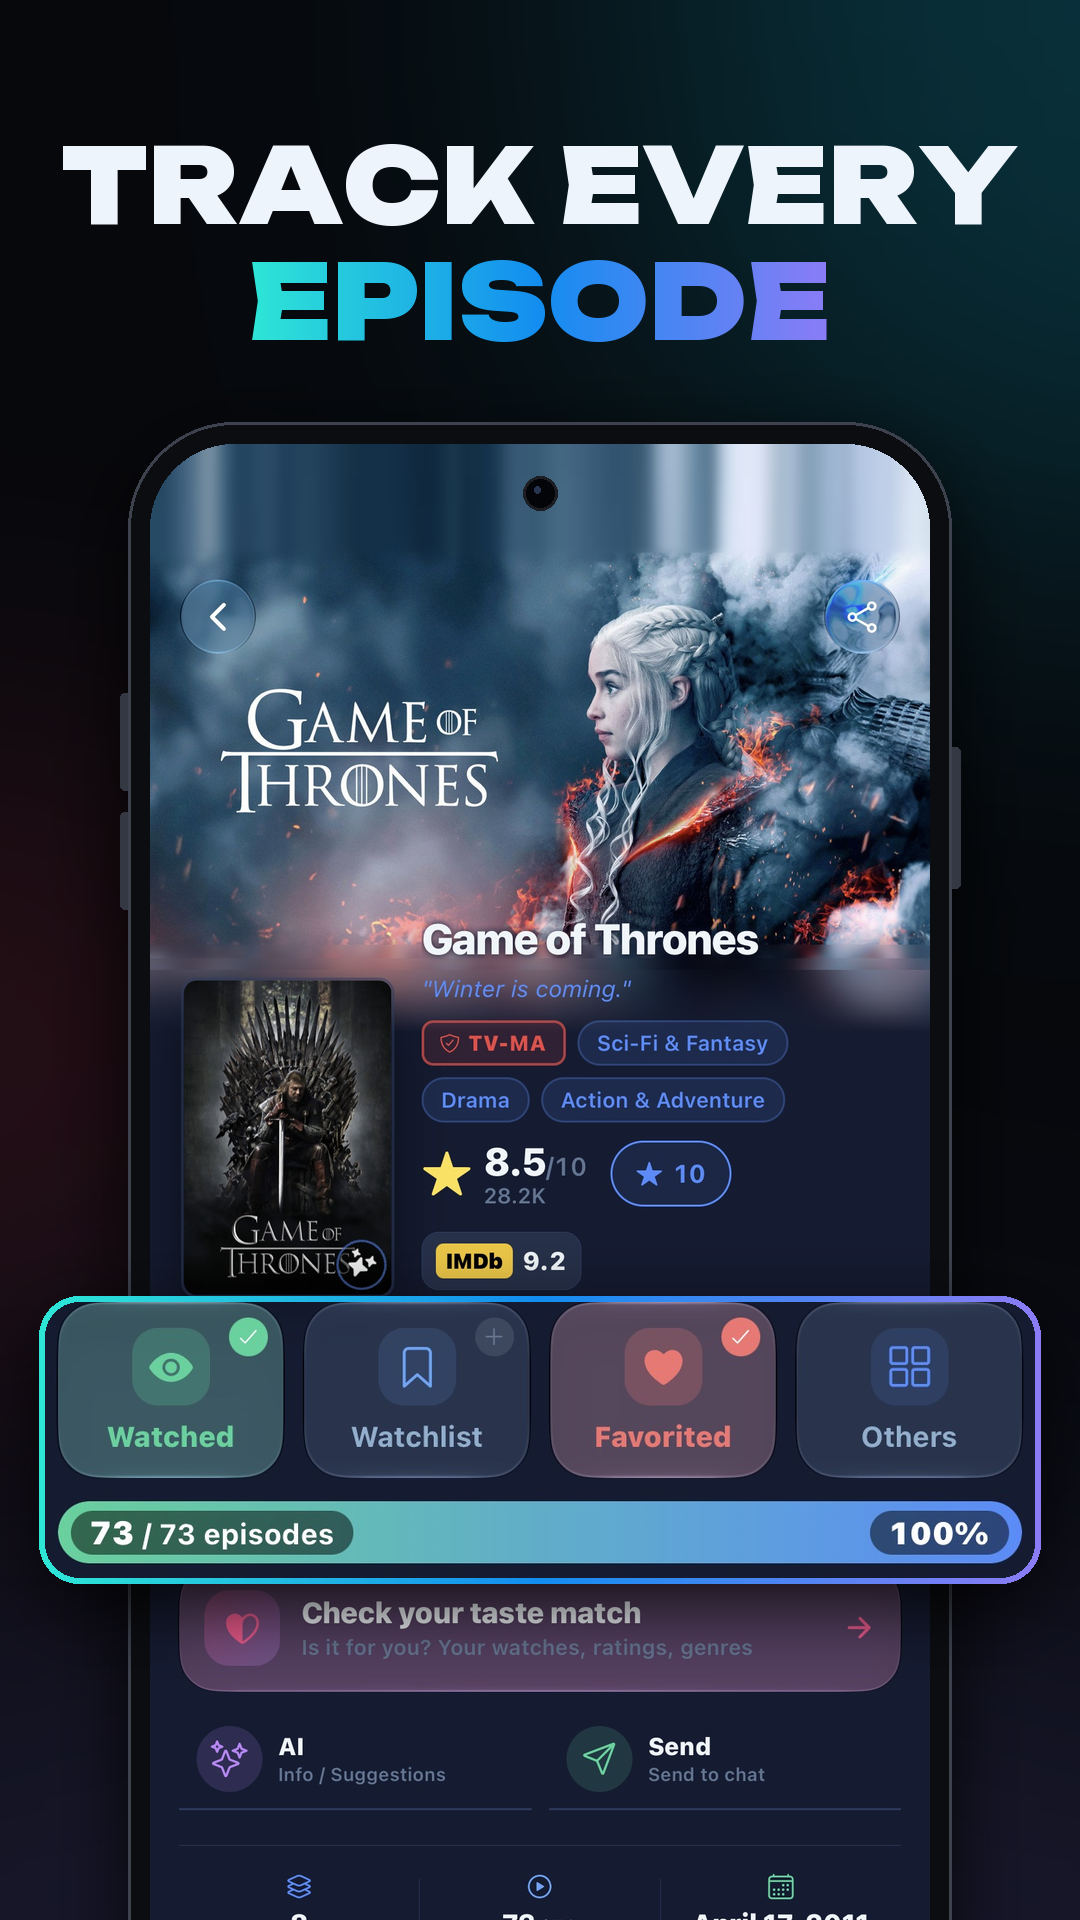 TRACK EVERY
EPISODE
GAME OF
THRONES
Game of Thrones
"Winter is coming."
TV-MA
Sci-Fi & Fantasy
Drama
Action & Adventure
8.5/10
28.2K
10
GAME OF
THRONES
IMDb 9.2
Watched
Watchlist
Favorited
Others
73 / 73 episodes
100%
Check your taste match
Is it for you? Your watches, ratings, genres
AI
Info / Suggestions
Send
Send to chat
April 17, 2011